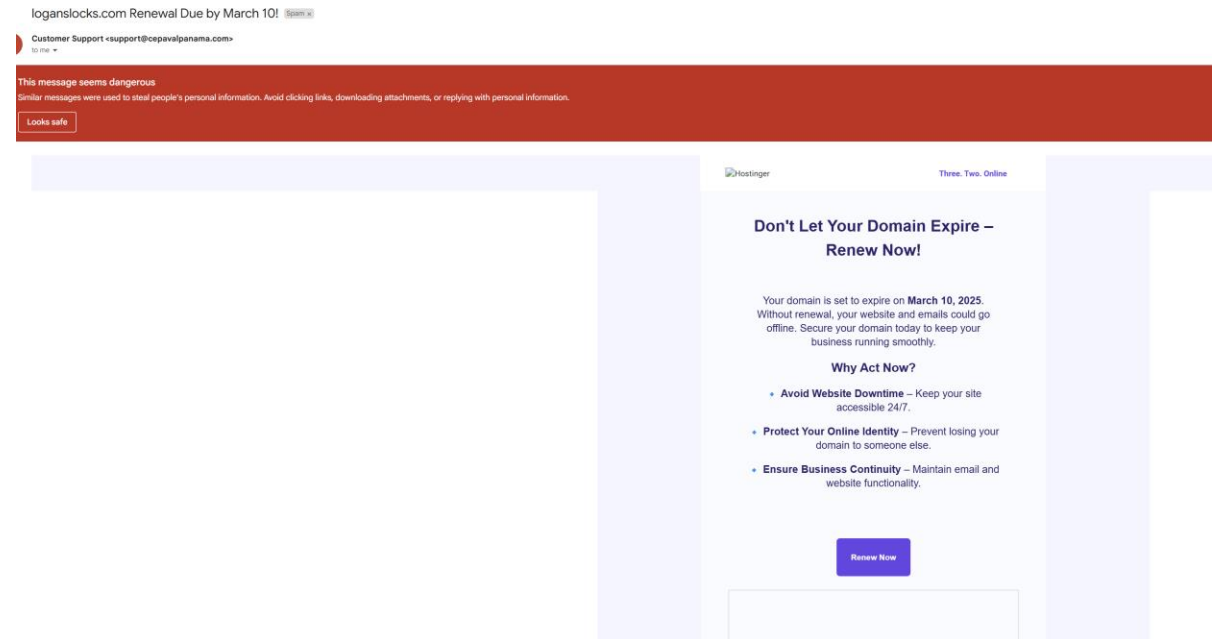 loganslocks.com Renewal Due by March 10! Spam x
Customer Support <support@cepavalpanama.com>
to me
This message seems dangerous
Similar messages were used to steal people's personal information. Avoid clicking links, downloading attachments, or replying with personal information.
Looks safe
Hostinger Three. Two. Online
Don't Let Your Domain Expire –
Renew Now!
Your domain is set to expire on March 10, 2025.
Without renewal, your website and emails could go
offline. Secure your domain today to keep your
business running smoothly.
Why Act Now?
Avoid Website Downtime – Keep your site
accessible 24/7.
Protect Your Online Identity – Prevent losing your
domain to someone else.
Ensure Business Continuity – Maintain email and
website functionality.
Renew Now